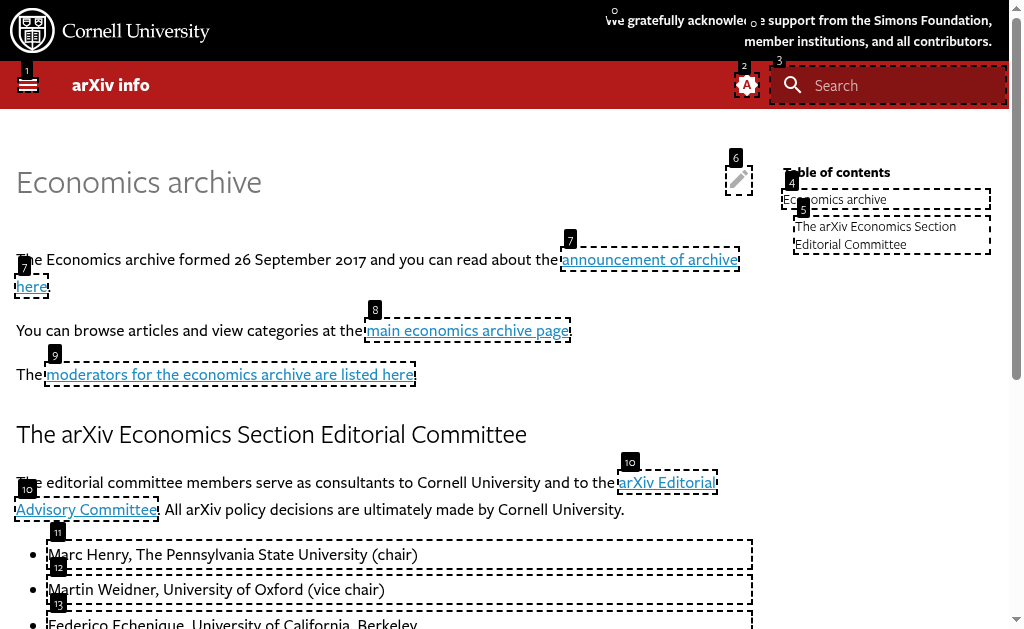 Cornell University
We gratefully acknowledge support from the Simons Foundation,
member institutions, and all contributors.
0
0
1
arXiv info
2
A
3
Search
Economics archive
6
Table of contents
4
Economics archive
5
The arXiv Economics Section
Editorial Committee
7
The Economics archive formed 26 September 2017 and you can read about the announcement of archive
7
here.
8
You can browse articles and view categories at the main economics archive page.
9
The moderators for the economics archive are listed here.
The arXiv Economics Section Editorial Committee
10
The editorial committee members serve as consultants to Cornell University and to the arXiv Editorial
10
Advisory Committee. All arXiv policy decisions are ultimately made by Cornell University.
11
Marc Henry, The Pennsylvania State University (chair)
12
Martin Weidner, University of Oxford (vice chair)
13
Federico Echenique, University of California, Berkeley